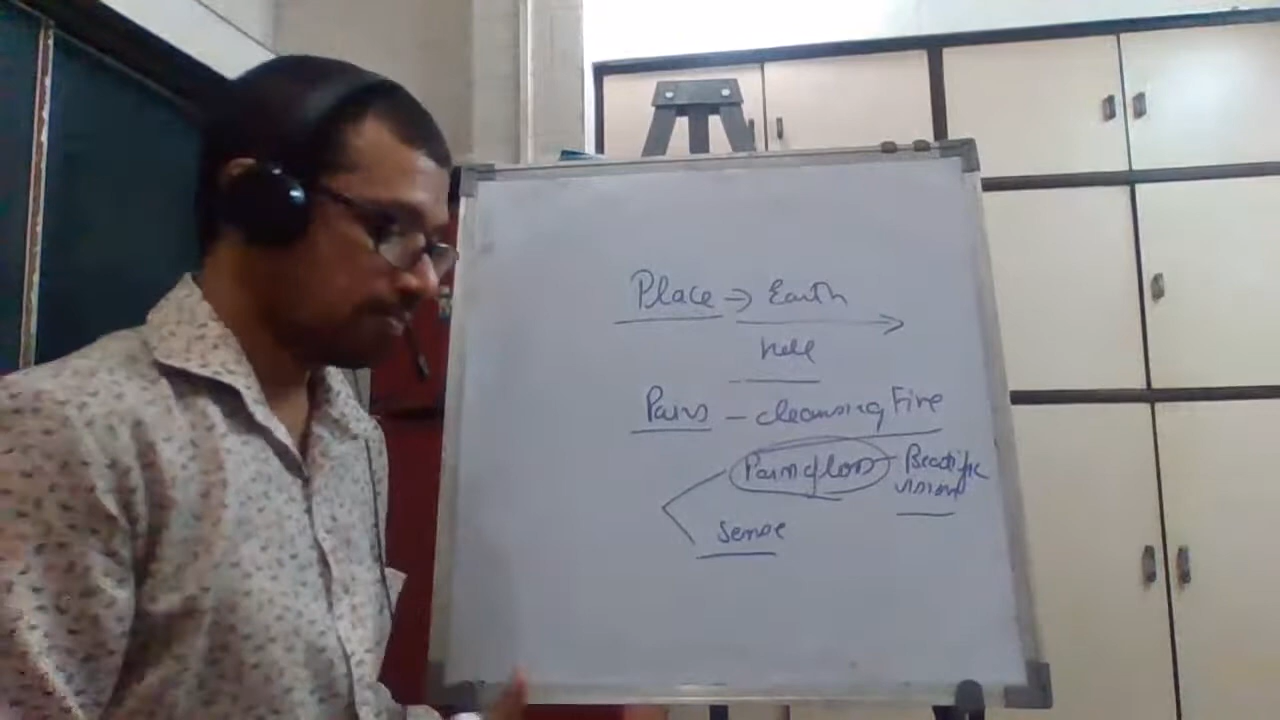 Place → Earth
hell
Pains - cleansing Fire
Pain of loss - Beatific
vision
Sense